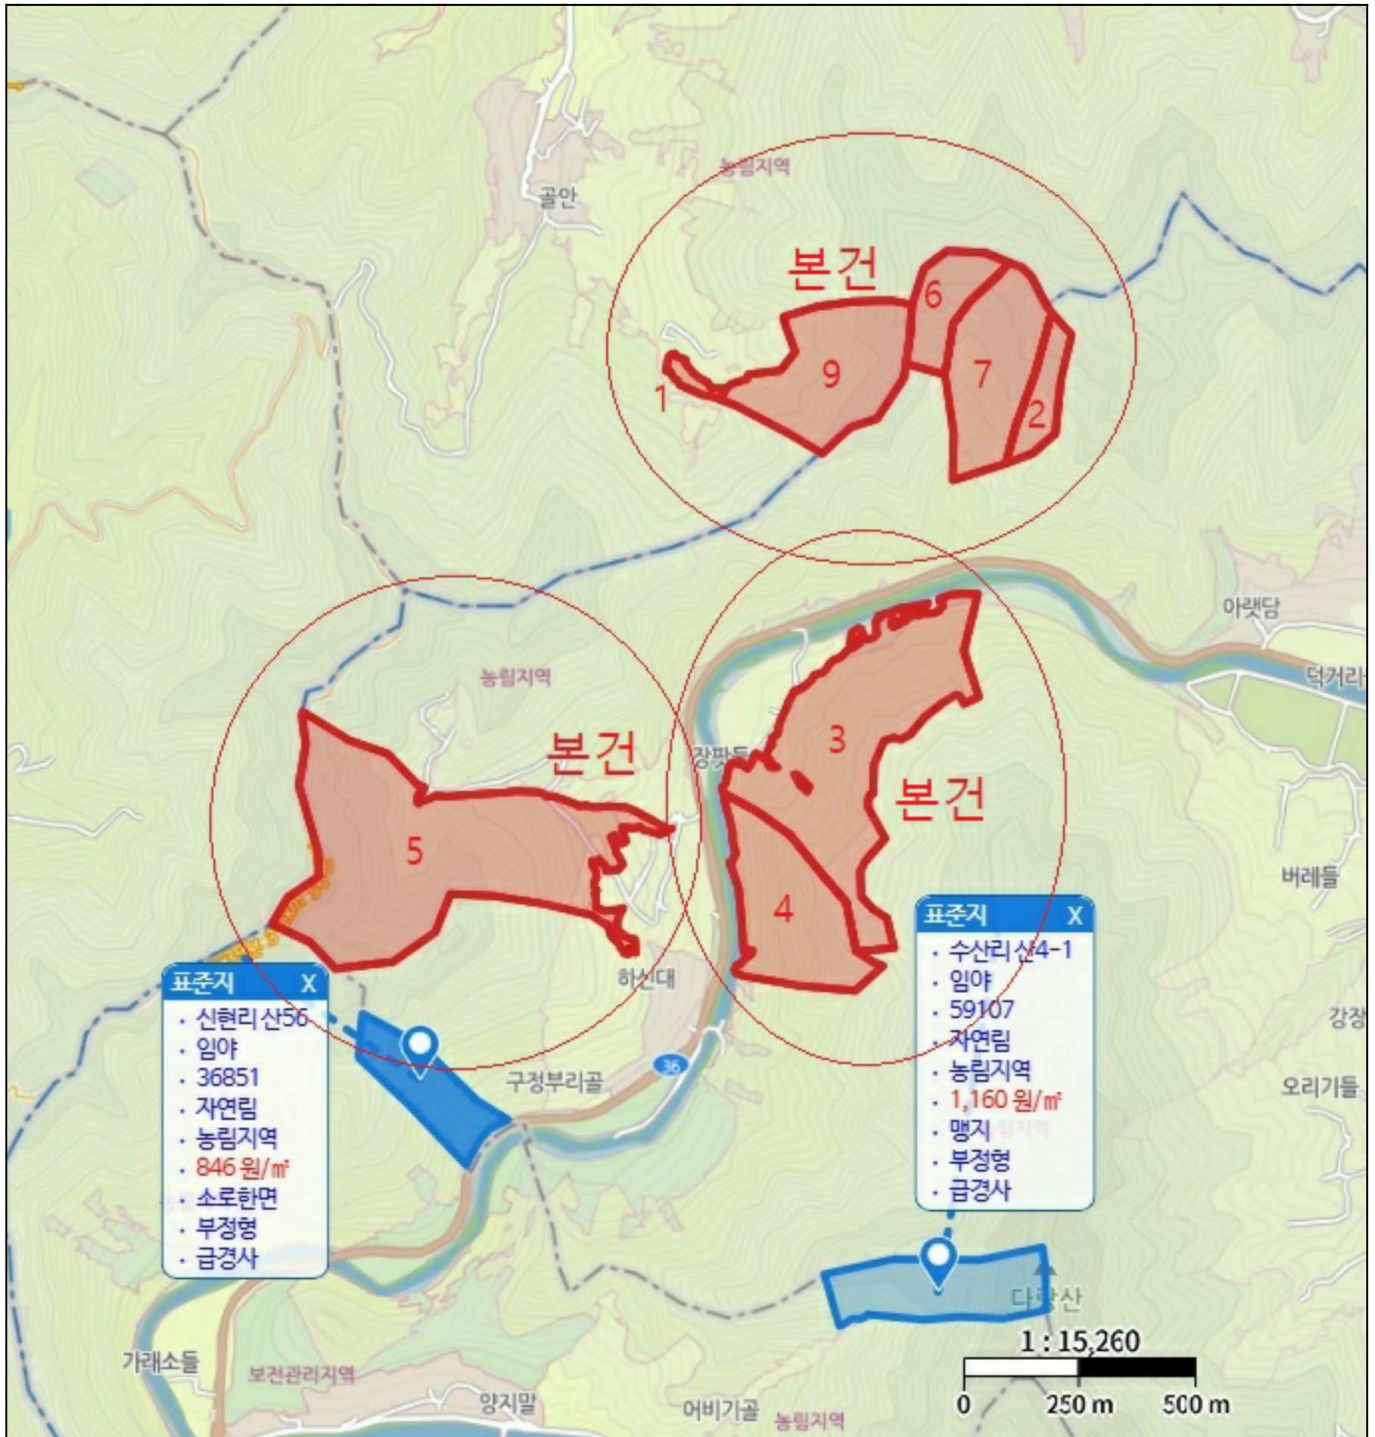 농림지역
골안
본건
6
9
7
1
2
아랫담
덕거리
농림지역
본건
장팟들
3
본건
5
버레들
4
표준지 X
· 수산리 산4-1
· 임야
· 59107
· 자연림
· 농림지역
· 1,160 원/㎡
· 맹지
· 부정형
· 급경사
표준지 X
· 신현리 산56
· 임야
· 36851
· 자연림
· 농림지역
· 846 원/㎡
· 소로한면
· 부정형
· 급경사
하신대
강장
36
구정부리골
오리기들
다랑산
1 : 15,260
0 250 m 500 m
가래소들
보전관리지역
양지말
어비기골
농림지역